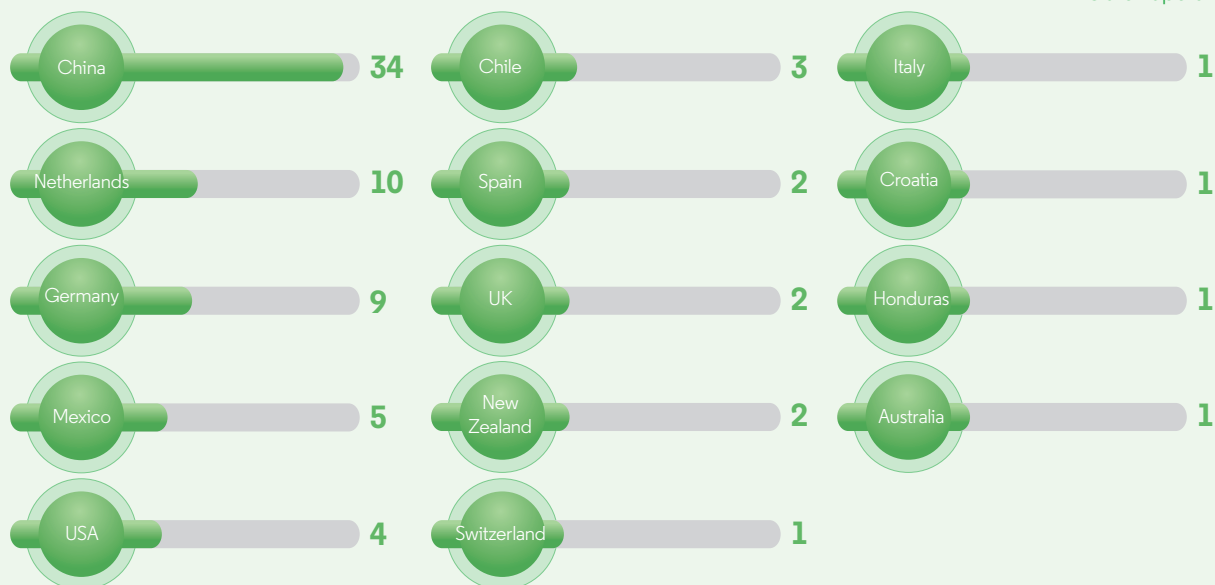 China
34
Netherlands
10
Germany
9
Mexico
5
USA
4
Chile
3
Spain
2
UK
2
New
Zealand
2
Switzerland
1
Italy
1
Croatia
1
Honduras
1
Australia
1